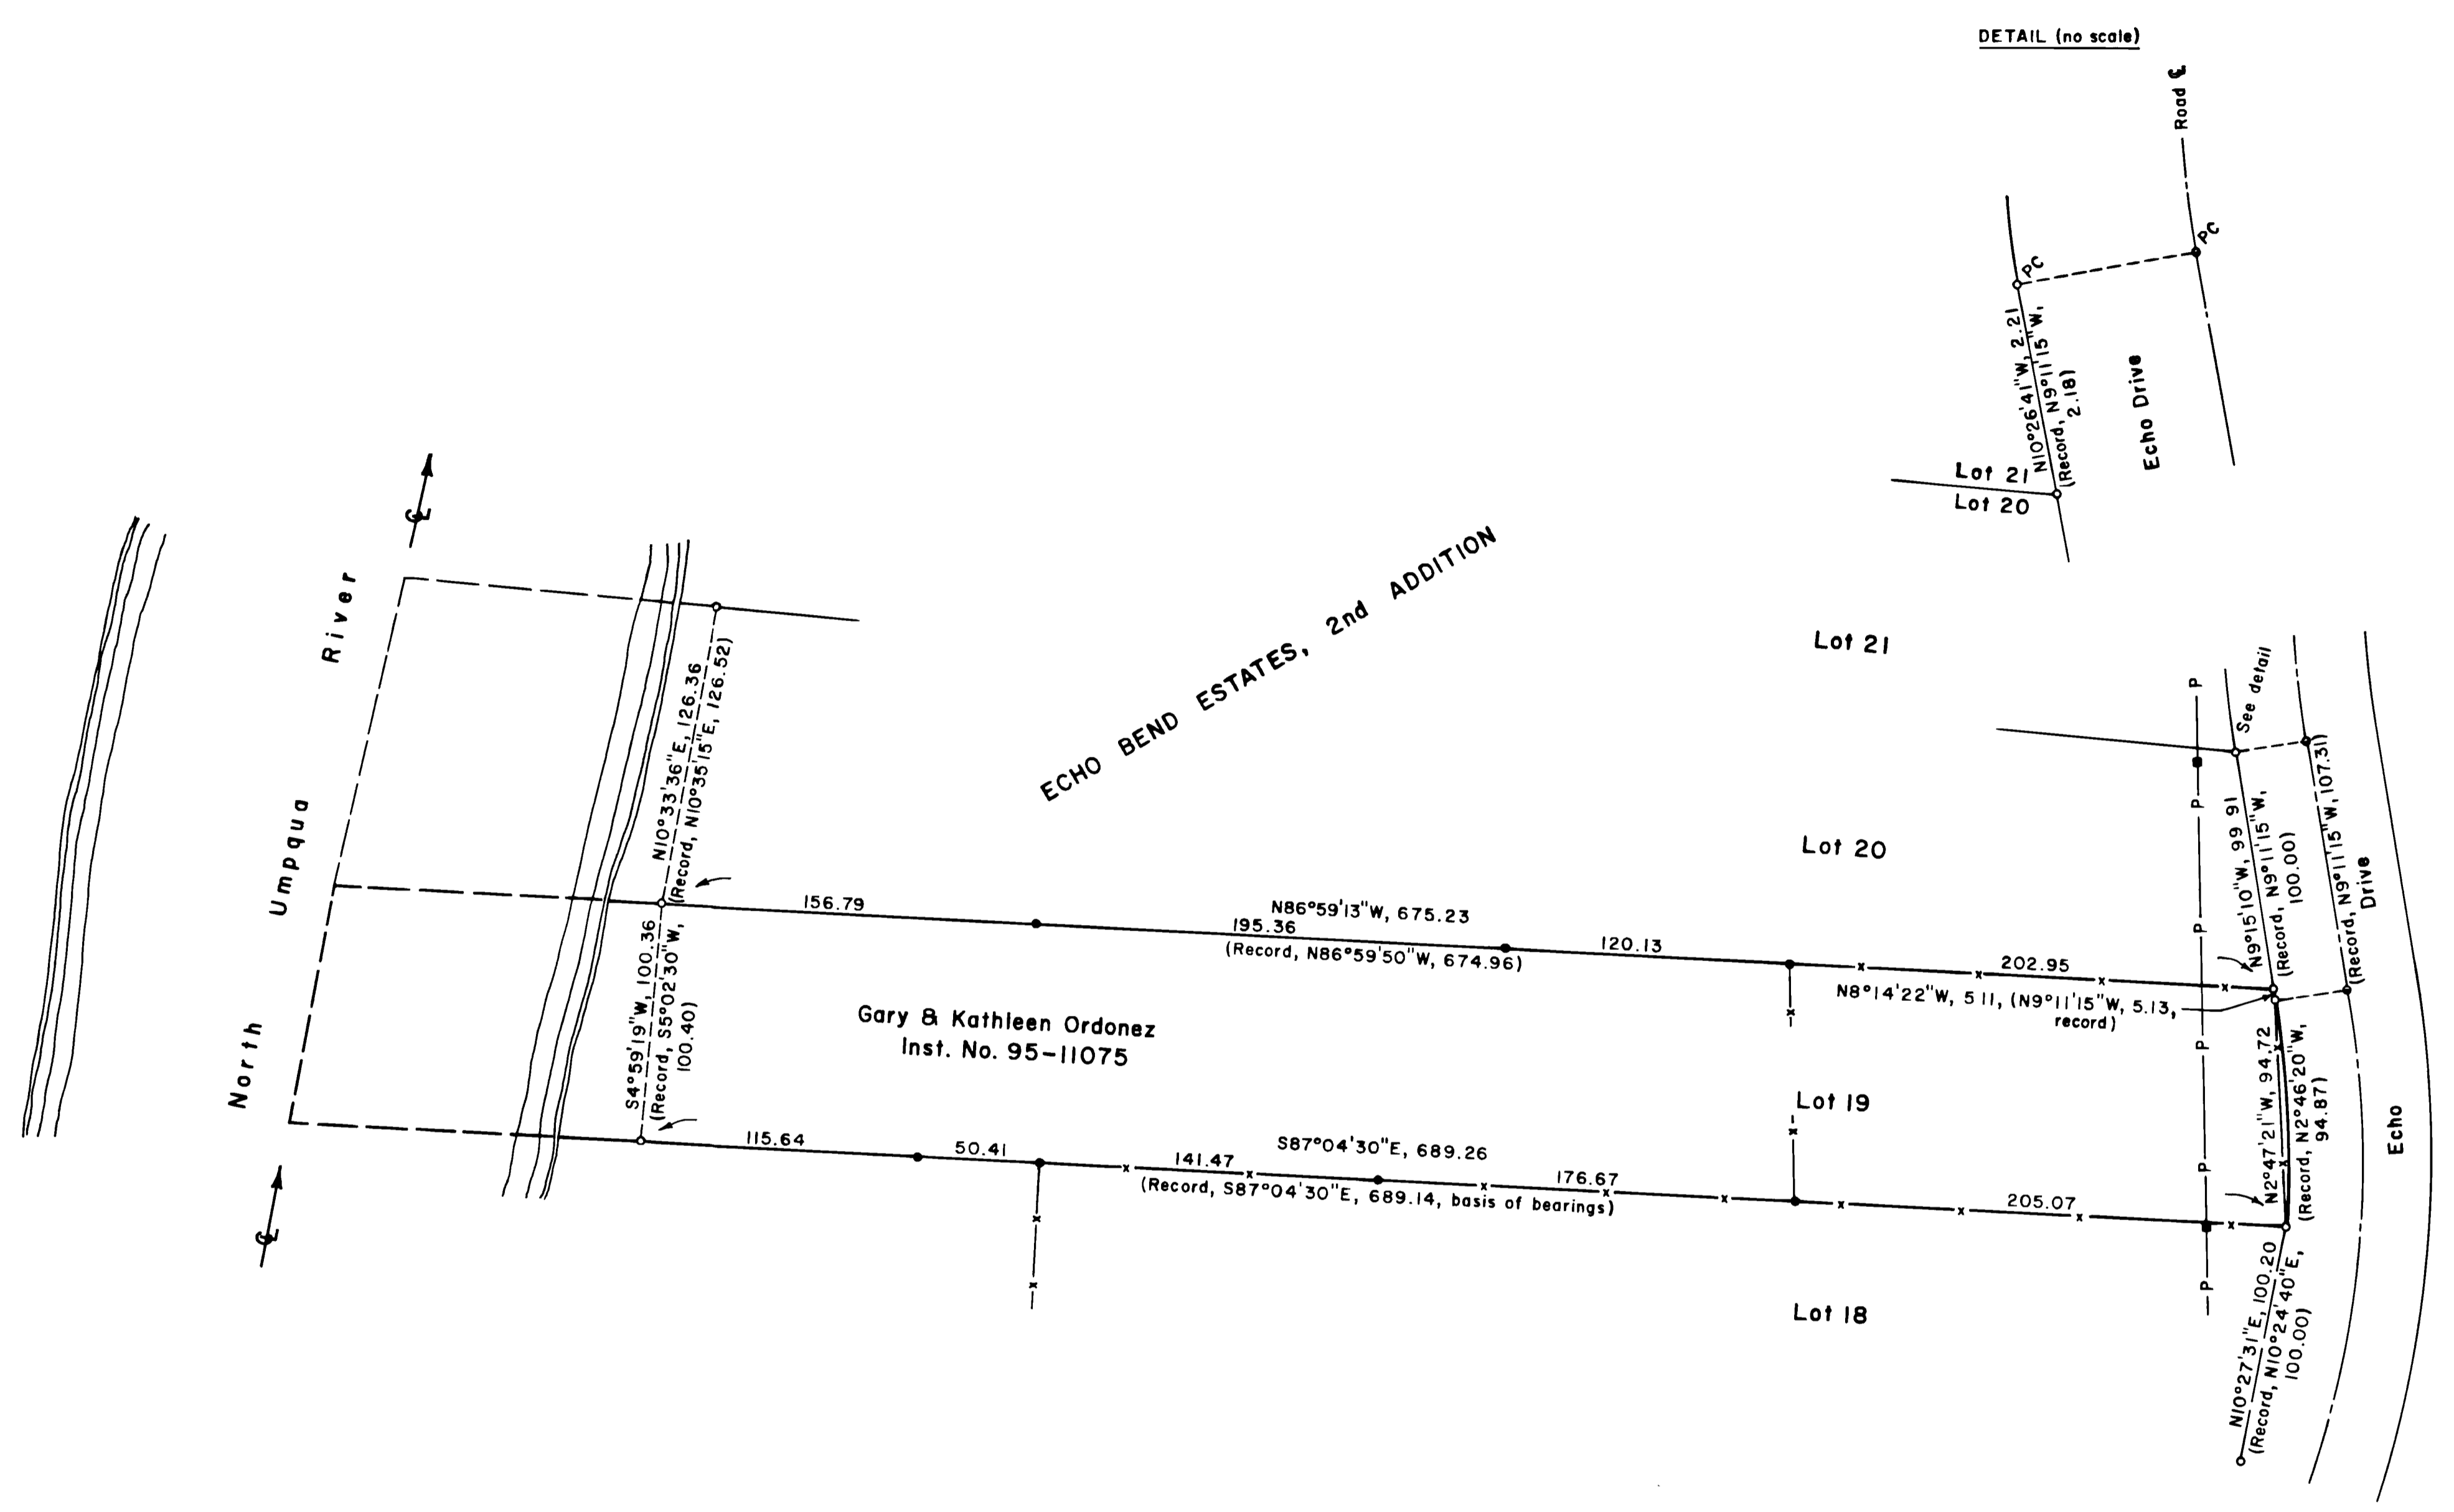 DETAIL (no scale)
Road ℄
PC
PC
N10°26'41"W, 2.21
(Record, N9°11'15"W,
2.18)
Echo Drive
Lot 21
Lot 20
℄
River
Umpqua
North
℄
ECHO BEND ESTATES, 2nd ADDITION
N10°33'36"E, 126.36
(Record, N10°35'15"E, 126.52)
Lot 21
See detail
Lot 20
N9°15'10"W, 99 91
(Record, N9°11'15"W,
100.00)
(Record, N9°11'15"W, 107.31)
Drive
156.79
N86°59'13"W, 675.23
195.36
(Record, N86°59'50"W, 674.96)
120.13
202.95
N8°14'22"W, 5 11, (N9°11'15"W, 5.13,
record)
S4°59'19"W, 100.36
(Record, S5°02'30"W,
100.40)
Gary & Kathleen Ordonez
Inst. No. 95-11075
Lot 19
N2°47'21"W, 94.72
(Record, N2°46'20"W,
94.87)
Echo
115.64
50.41
141.47
S87°04'30"E, 689.26
176.67
(Record, S87°04'30"E, 689.14, basis of bearings)
205.07
Lot 18
N10°27'31"E, 100.20
(Record, N10°24'40"E,
100.00)
P
P
P
P
P
P